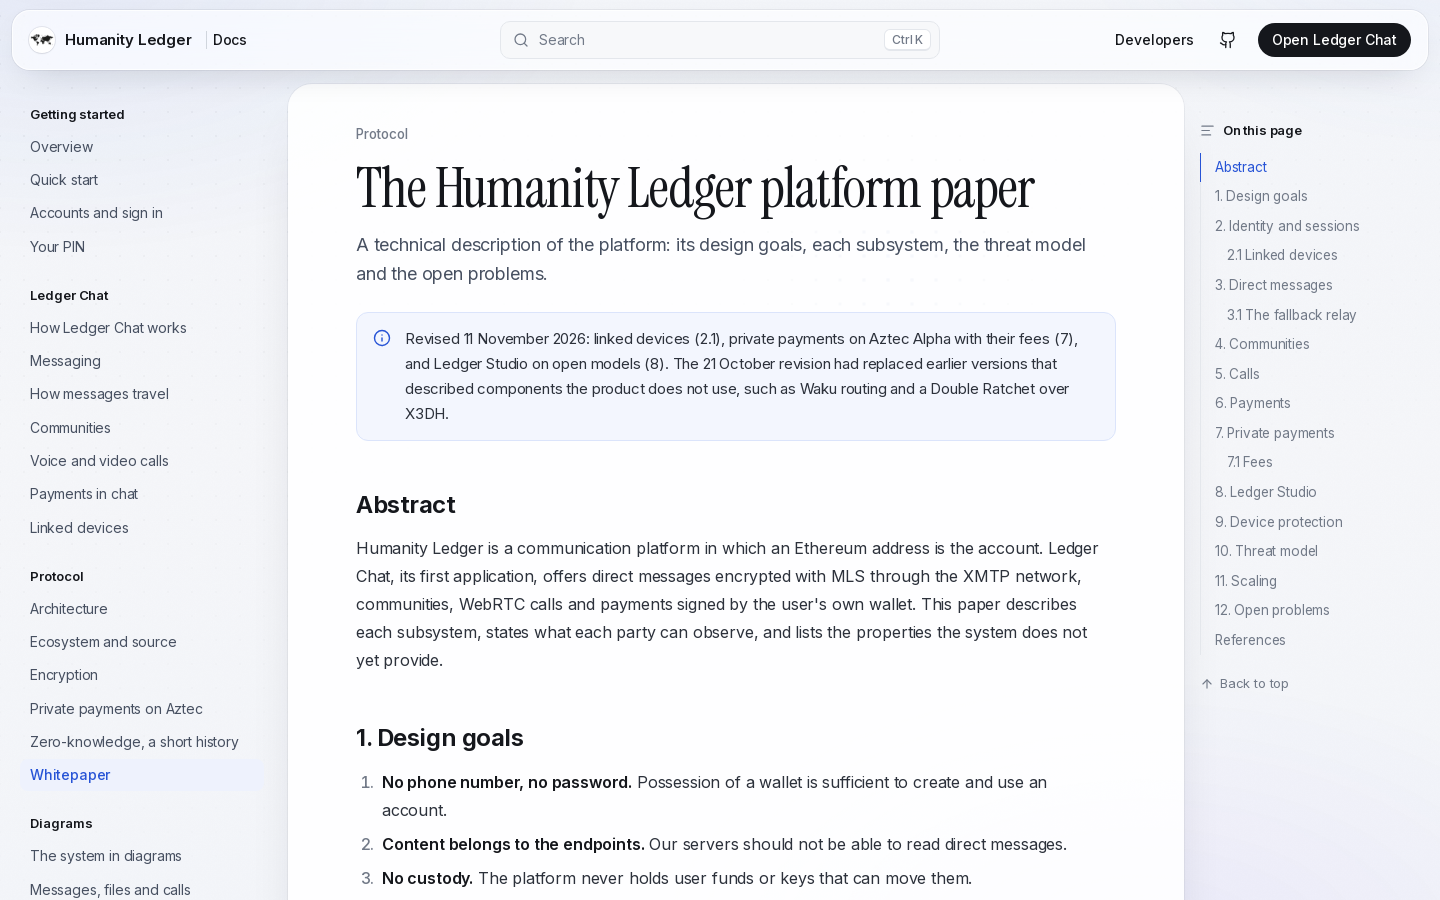 Humanity Ledger
Docs
Search
Ctrl K
Developers
Open Ledger Chat
Getting started
Overview
Quick start
Accounts and sign in
Your PIN
Ledger Chat
How Ledger Chat works
Messaging
How messages travel
Communities
Voice and video calls
Payments in chat
Linked devices
Protocol
Architecture
Ecosystem and source
Encryption
Private payments on Aztec
Zero-knowledge, a short history
Whitepaper
Diagrams
The system in diagrams
Messages, files and calls
Protocol
The Humanity Ledger platform paper
A technical description of the platform: its design goals, each subsystem, the threat model
and the open problems.
Revised 11 November 2026: linked devices (2.1), private payments on Aztec Alpha with their fees (7),
and Ledger Studio on open models (8). The 21 October revision had replaced earlier versions that
described components the product does not use, such as Waku routing and a Double Ratchet over
X3DH.
Abstract
Humanity Ledger is a communication platform in which an Ethereum address is the account. Ledger
Chat, its first application, offers direct messages encrypted with MLS through the XMTP network,
communities, WebRTC calls and payments signed by the user's own wallet. This paper describes
each subsystem, states what each party can observe, and lists the properties the system does not
yet provide.
1. Design goals
1. No phone number, no password. Possession of a wallet is sufficient to create and use an
account.
2. Content belongs to the endpoints. Our servers should not be able to read direct messages.
3. No custody. The platform never holds user funds or keys that can move them.
On this page
Abstract
1. Design goals
2. Identity and sessions
2.1 Linked devices
3. Direct messages
3.1 The fallback relay
4. Communities
5. Calls
6. Payments
7. Private payments
7.1 Fees
8. Ledger Studio
9. Device protection
10. Threat model
11. Scaling
12. Open problems
References
Back to top